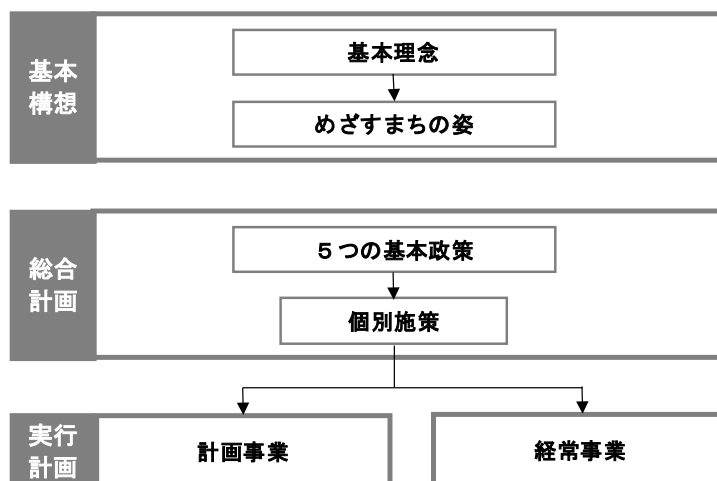 基本
構想
基本理念
めざすまちの姿
総合
計画
５つの基本政策
個別施策
実行
計画
計画事業
経常事業